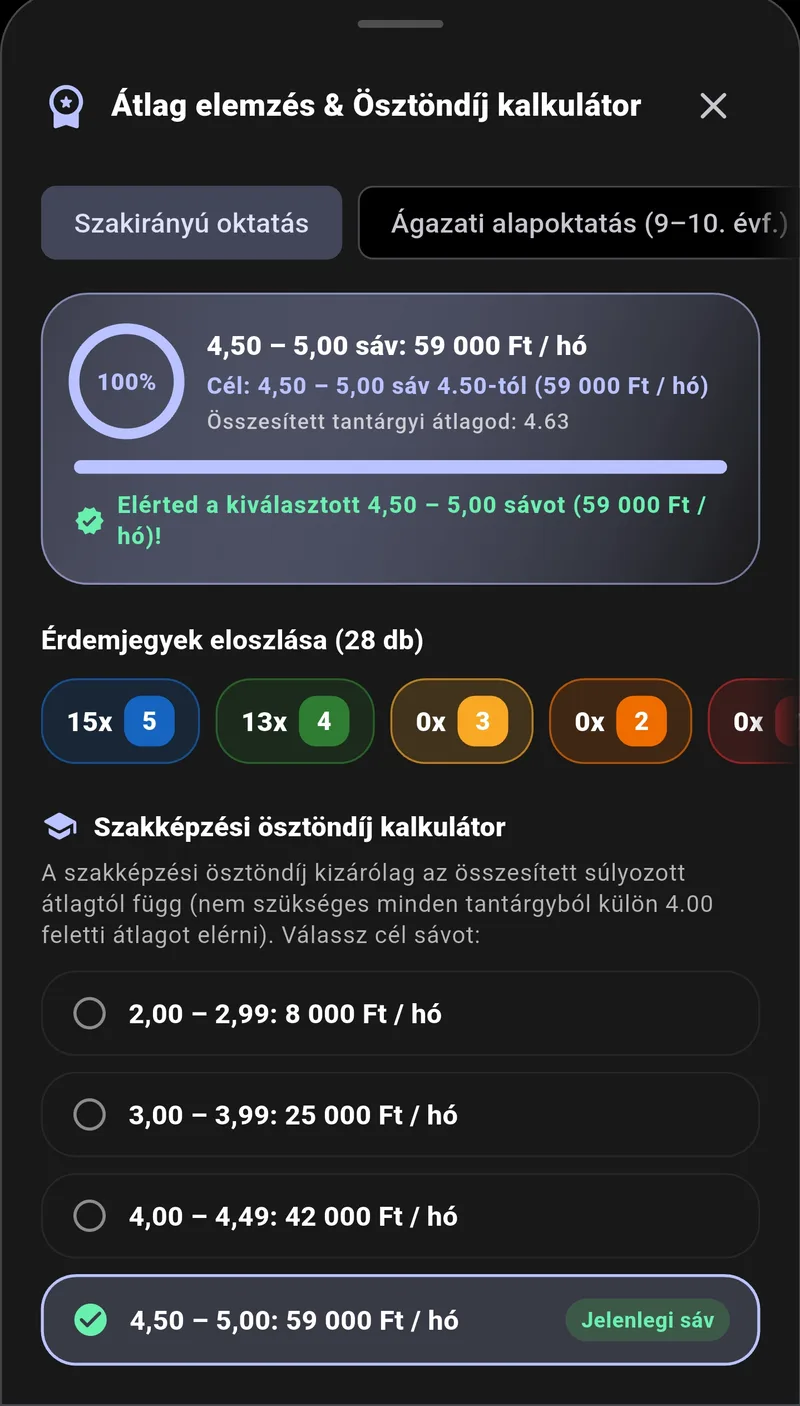 Átlag elemzés & Ösztöndíj kalkulátor
Szakirányú oktatás
Ágazati alapoktatás (9–10. évf.)
100%
4,50 – 5,00 sáv: 59 000 Ft / hó
Cél: 4,50 – 5,00 sáv 4.50-tól (59 000 Ft / hó)
Összesített tantárgyi átlagod: 4.63
Elérted a kiválasztott 4,50 – 5,00 sávot (59 000 Ft /
hó)!
Érdemjegyek eloszlása (28 db)
15x 5
13x 4
0x 3
0x 2
0x
Szakképzési ösztöndíj kalkulátor
A szakképzési ösztöndíj kizárólag az összesített súlyozott
átlagtól függ (nem szükséges minden tantárgyból külön 4.00
feletti átlagot elérni). Válassz cél sávot:
2,00 – 2,99: 8 000 Ft / hó
3,00 – 3,99: 25 000 Ft / hó
4,00 – 4,49: 42 000 Ft / hó
4,50 – 5,00: 59 000 Ft / hó
Jelenlegi sáv